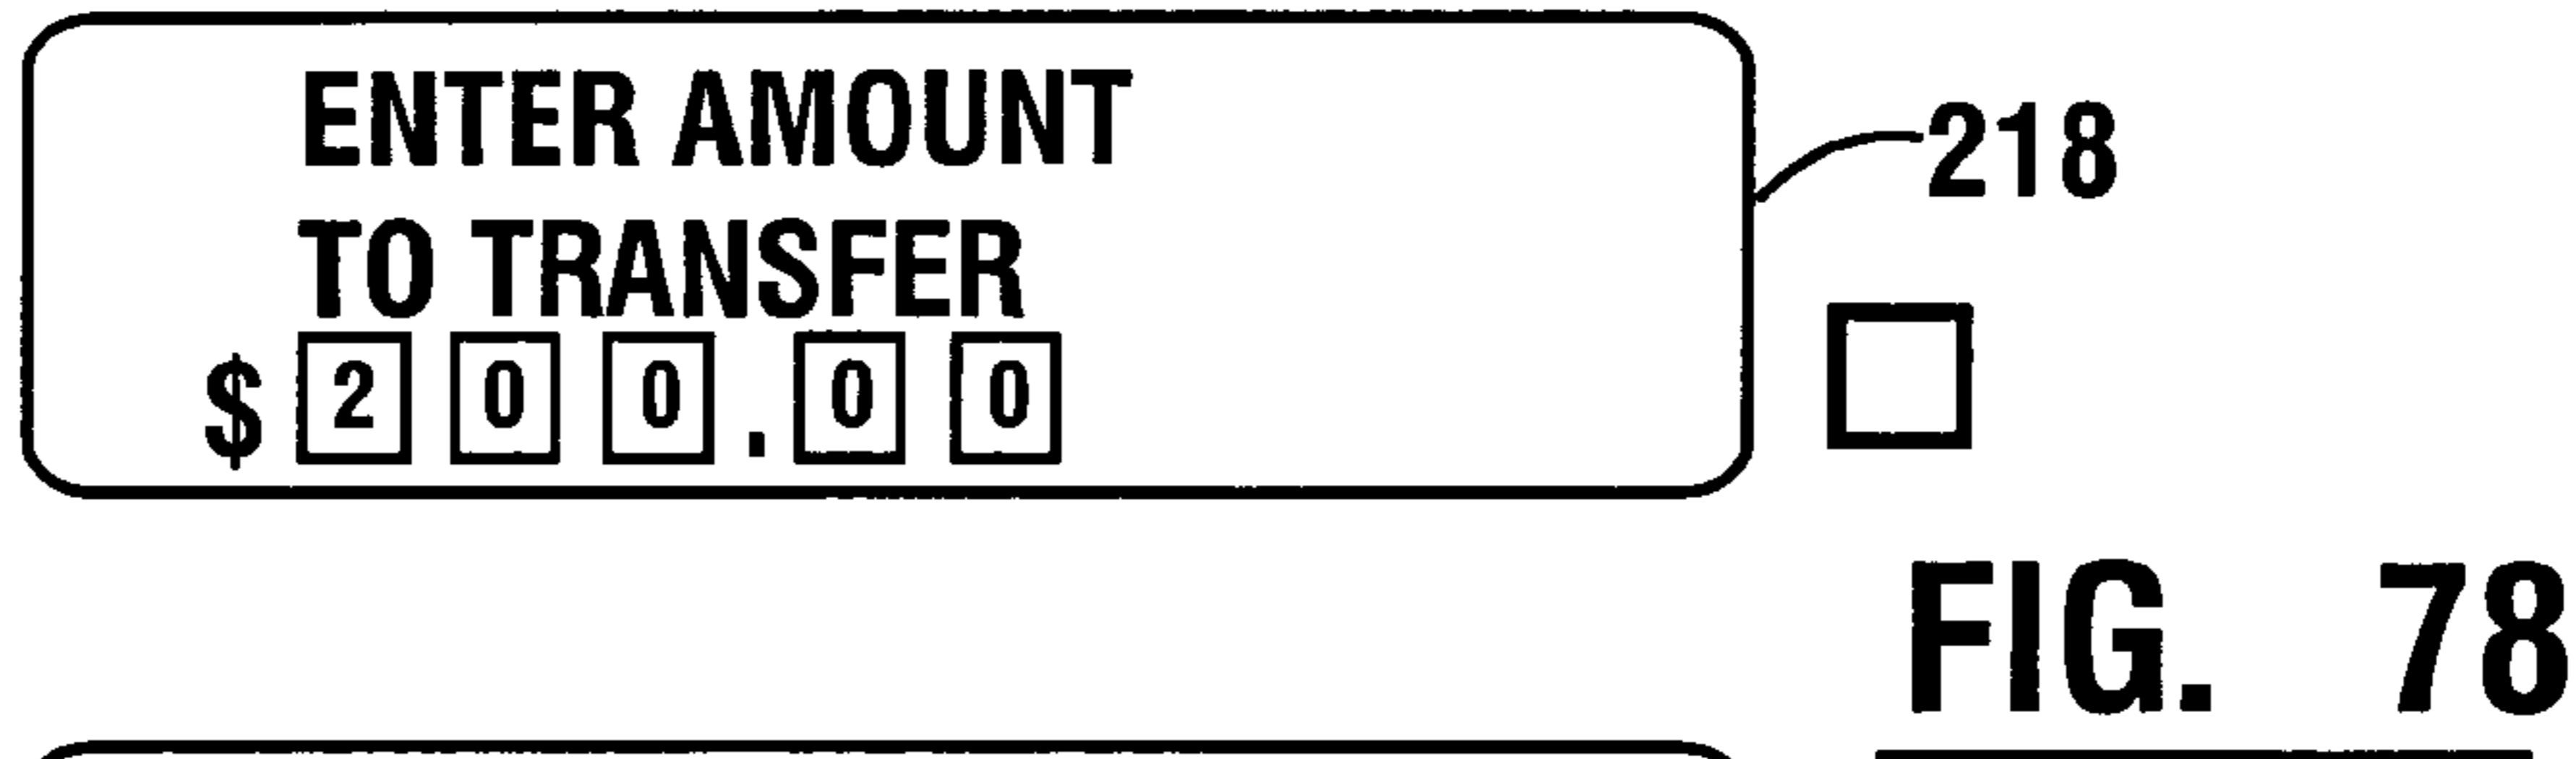 ENTER AMOUNT
TO TRANSFER
$ 2 0 0 . 0 0
218
FIG. 78